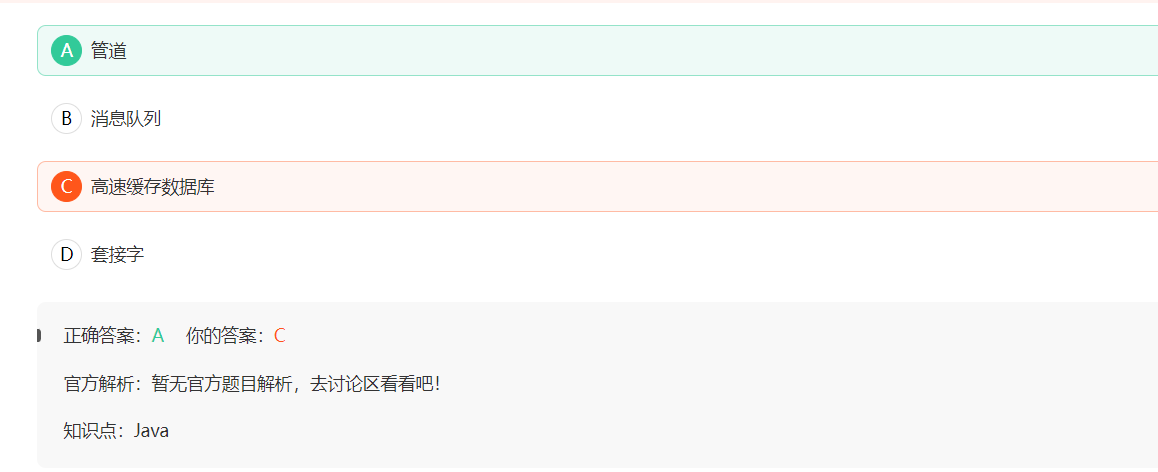 A 管道
B 消息队列
C 高速缓存数据库
D 套接字
正确答案：A 你的答案：C
官方解析：暂无官方题目解析，去讨论区看看吧！
知识点：Java